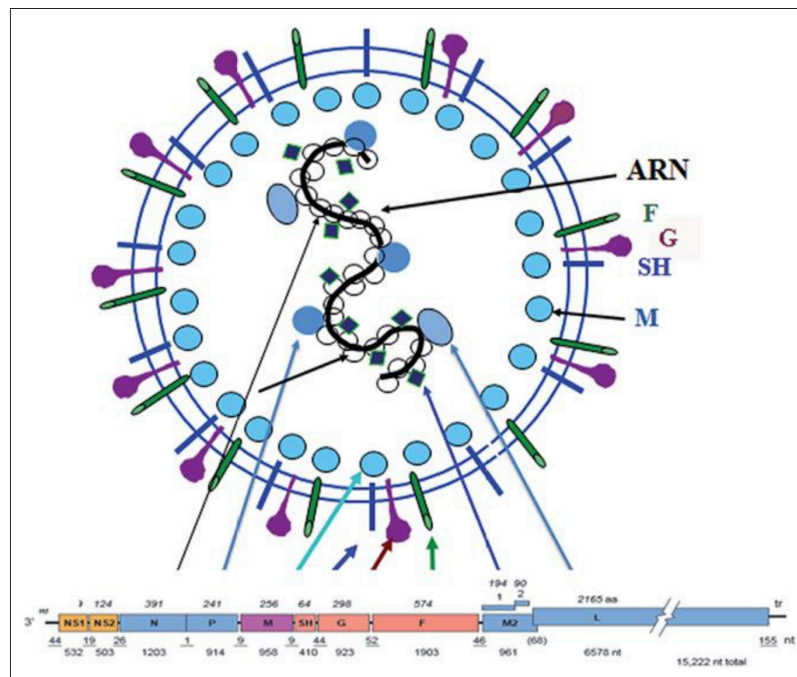 ARN
F
G
SH
M
124 391 241 256 64 298 574 194 90 2165 aa
1 2
3' NS1 NS2 N P M SH G F M2 L tr
44 19 26 1 9 9 44 52 46 (68) 155 nt
532 503 1203 914 958 410 923 1903 961 6578 nt 15,222 nt total